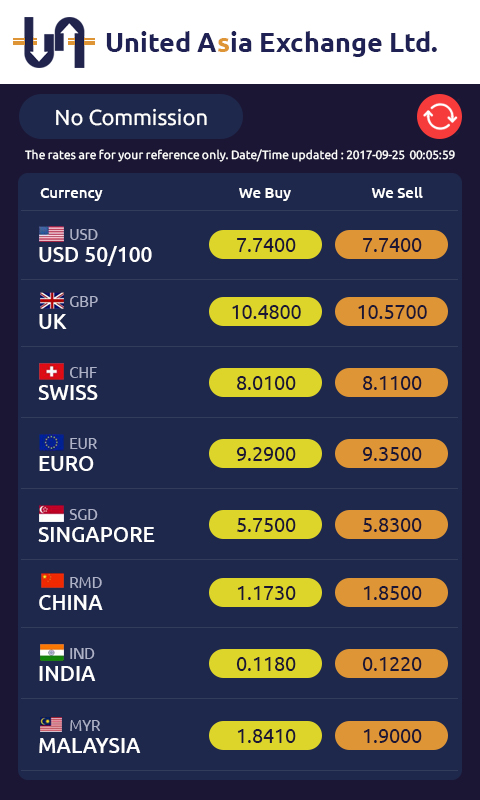 United Asia Exchange Ltd.
No Commission
The rates are for your reference only. Date/Time updated : 2017-09-25 00:05:59
Currency We Buy We Sell
USD
USD 50/100 7.7400 7.7400
GBP
UK 10.4800 10.5700
CHF
SWISS 8.0100 8.1100
EUR
EURO 9.2900 9.3500
SGD
SINGAPORE 5.7500 5.8300
RMD
CHINA 1.1730 1.8500
IND
INDIA 0.1180 0.1220
MYR
MALAYSIA 1.8410 1.9000